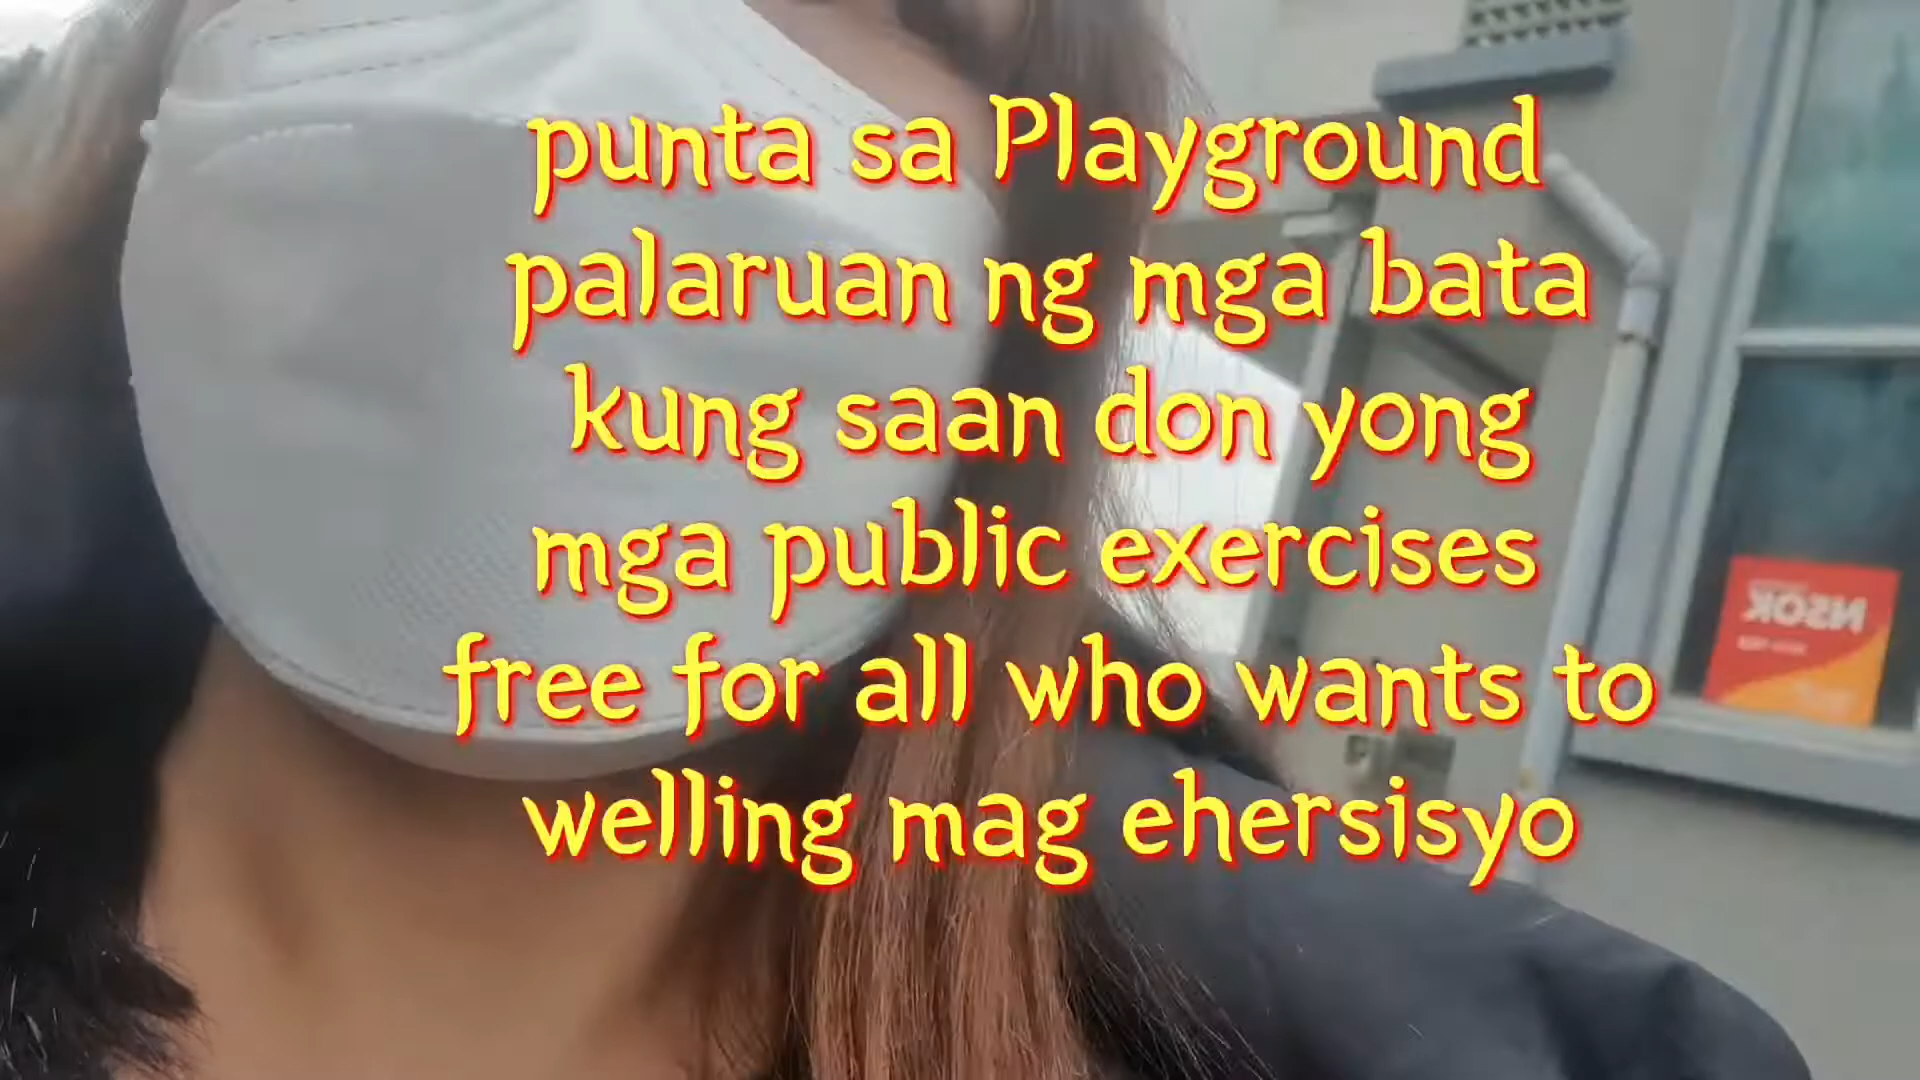 punta sa Playground
palaruan ng mga bata
kung saan don yong
mga public exercises
free for all who wants to
welling mag ehersisyo
NSOK